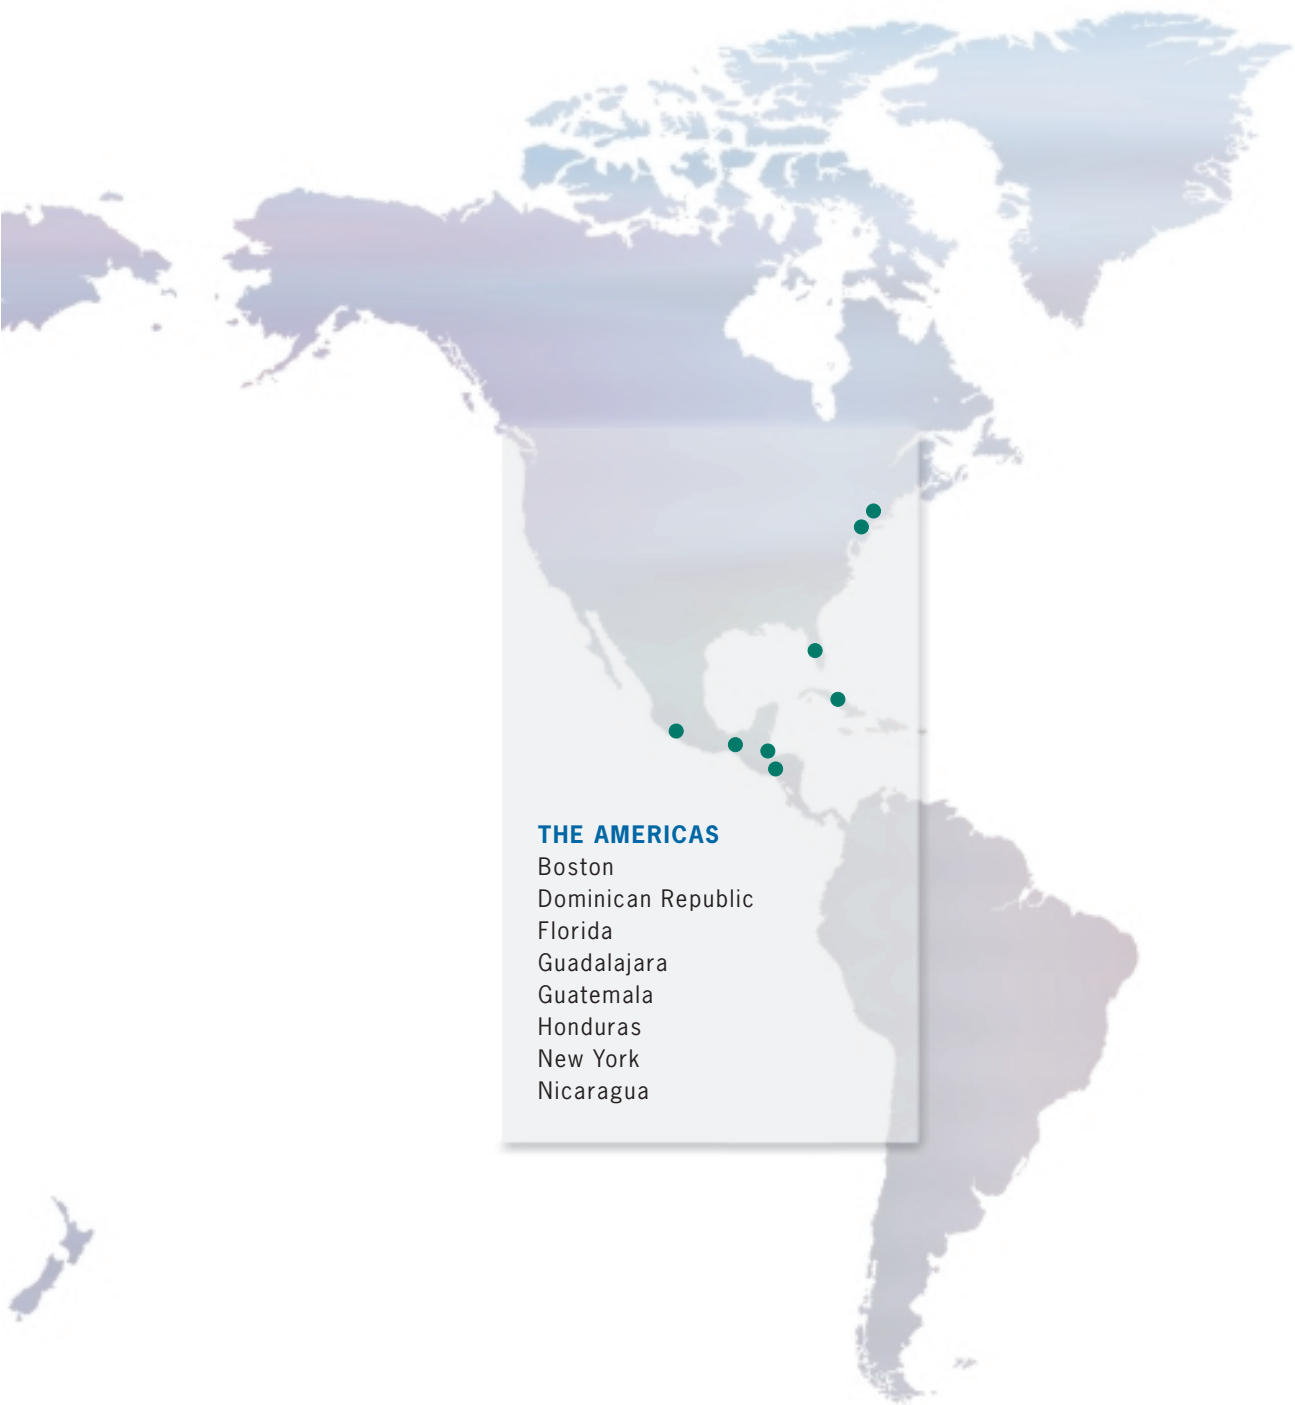 THE AMERICAS
Boston
Dominican Republic
Florida
Guadalajara
Guatemala
Honduras
New York
Nicaragua